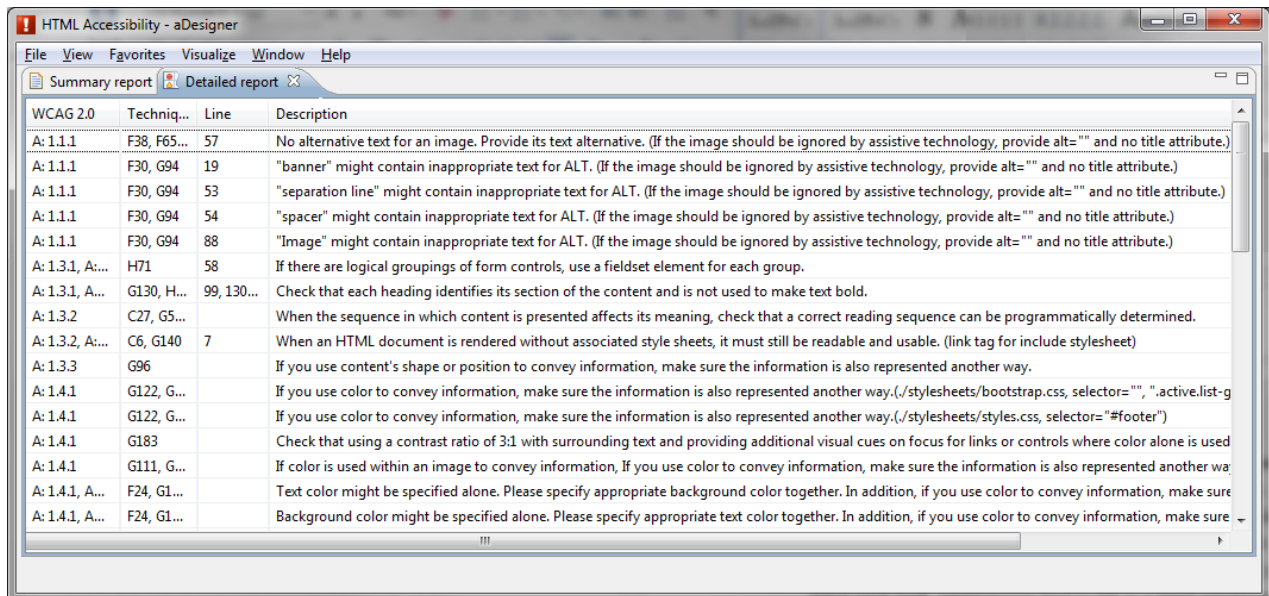 HTML Accessibility - aDesigner
File View Favorites Visualize Window Help
Summary report Detailed report
WCAG 2.0 Techniq... Line Description
A: 1.1.1 F38, F65... 57 No alternative text for an image. Provide its text alternative. (If the image should be ignored by assistive technology, provide alt="" and no title attribute.)
A: 1.1.1 F30, G94 19 "banner" might contain inappropriate text for ALT. (If the image should be ignored by assistive technology, provide alt="" and no title attribute.)
A: 1.1.1 F30, G94 53 "separation line" might contain inappropriate text for ALT. (If the image should be ignored by assistive technology, provide alt="" and no title attribute.)
A: 1.1.1 F30, G94 54 "spacer" might contain inappropriate text for ALT. (If the image should be ignored by assistive technology, provide alt="" and no title attribute.)
A: 1.1.1 F30, G94 88 "Image" might contain inappropriate text for ALT. (If the image should be ignored by assistive technology, provide alt="" and no title attribute.)
A: 1.3.1, A:... H71 58 If there are logical groupings of form controls, use a fieldset element for each group.
A: 1.3.1, A... G130, H... 99, 130... Check that each heading identifies its section of the content and is not used to make text bold.
A: 1.3.2 C27, G5... When the sequence in which content is presented affects its meaning, check that a correct reading sequence can be programmatically determined.
A: 1.3.2, A:... C6, G140 7 When an HTML document is rendered without associated style sheets, it must still be readable and usable. (link tag for include stylesheet)
A: 1.3.3 G96 If you use content's shape or position to convey information, make sure the information is also represented another way.
A: 1.4.1 G122, G... If you use color to convey information, make sure the information is also represented another way.(./stylesheets/bootstrap.css, selector="", ".active.list-g
A: 1.4.1 G122, G... If you use color to convey information, make sure the information is also represented another way.(./stylesheets/styles.css, selector="#footer")
A: 1.4.1 G183 Check that using a contrast ratio of 3:1 with surrounding text and providing additional visual cues on focus for links or controls where color alone is used
A: 1.4.1 G111, G... If color is used within an image to convey information, If you use color to convey information, make sure the information is also represented another wa
A: 1.4.1, A... F24, G1... Text color might be specified alone. Please specify appropriate background color together. In addition, if you use color to convey information, make sure
A: 1.4.1, A... F24, G1... Background color might be specified alone. Please specify appropriate text color together. In addition, if you use color to convey information, make sure